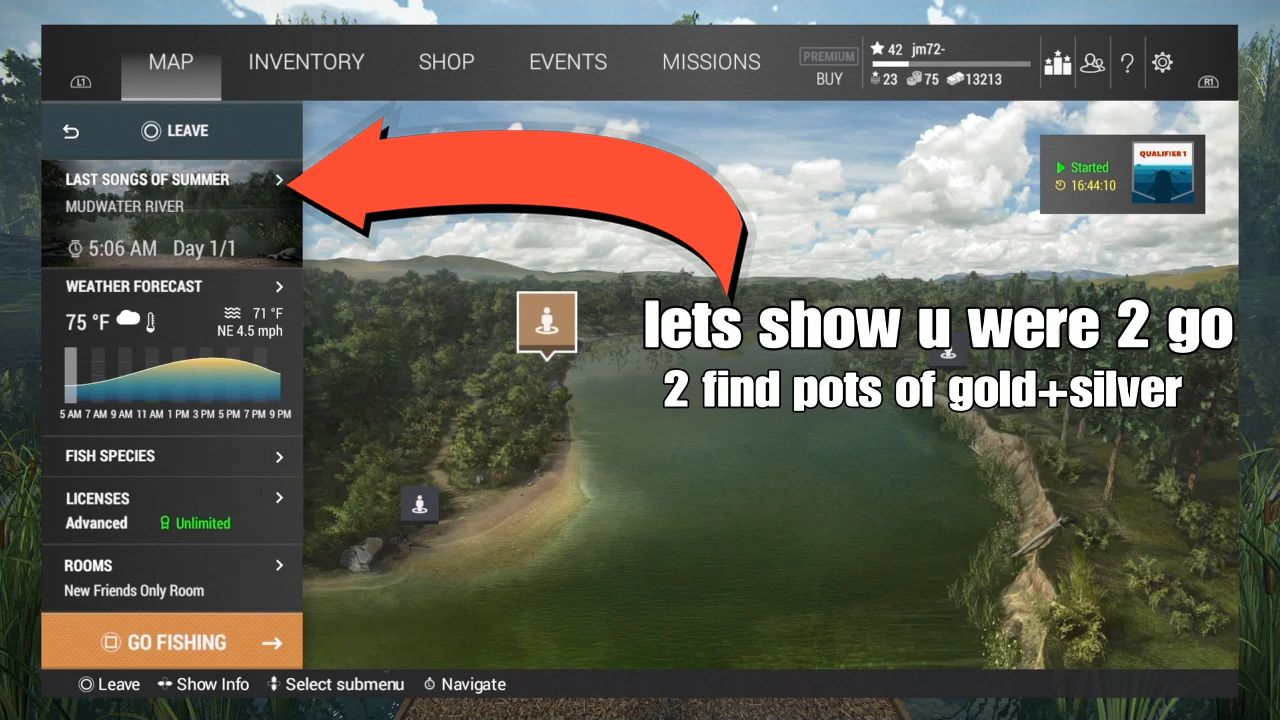 L1
MAP
INVENTORY
SHOP
EVENTS
MISSIONS
PREMIUM
BUY
42 jm72-
23 75 13213
?
R1
LEAVE
LAST SONGS OF SUMMER
MUDWATER RIVER
5:06 AM Day 1/1
WEATHER FORECAST
75 °F
71 °F
NE 4.5 mph
5 AM 7 AM 9 AM 11 AM 1 PM 3 PM 5 PM 7 PM 9 PM
FISH SPECIES
LICENSES
Advanced Unlimited
ROOMS
New Friends Only Room
GO FISHING
Started
16:44:10
QUALIFIER 1
lets show u were 2 go
2 find pots of gold+silver
Leave Show Info Select submenu Navigate